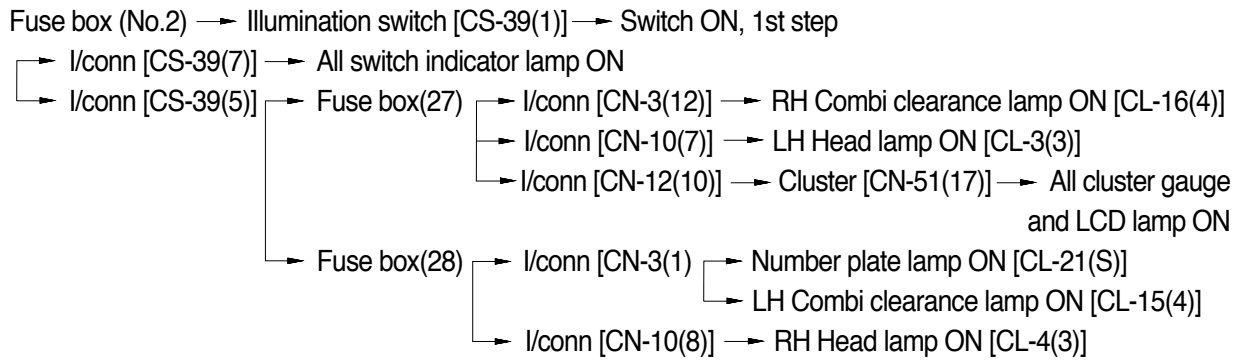 Fuse box (No.2) → Illumination switch [CS-39(1)] → Switch ON, 1st step
→ I/conn [CS-39(7)] → All switch indicator lamp ON
→ I/conn [CS-39(5)] → Fuse box(27) → I/conn [CN-3(12)] → RH Combi clearance lamp ON [CL-16(4)]
→ I/conn [CN-10(7)] → LH Head lamp ON [CL-3(3)]
→ I/conn [CN-12(10)] → Cluster [CN-51(17)] → All cluster gauge
and LCD lamp ON
→ Fuse box(28) → I/conn [CN-3(1) → Number plate lamp ON [CL-21(S)]
→ LH Combi clearance lamp ON [CL-15(4)]
→ I/conn [CN-10(8)] → RH Head lamp ON [CL-4(3)]